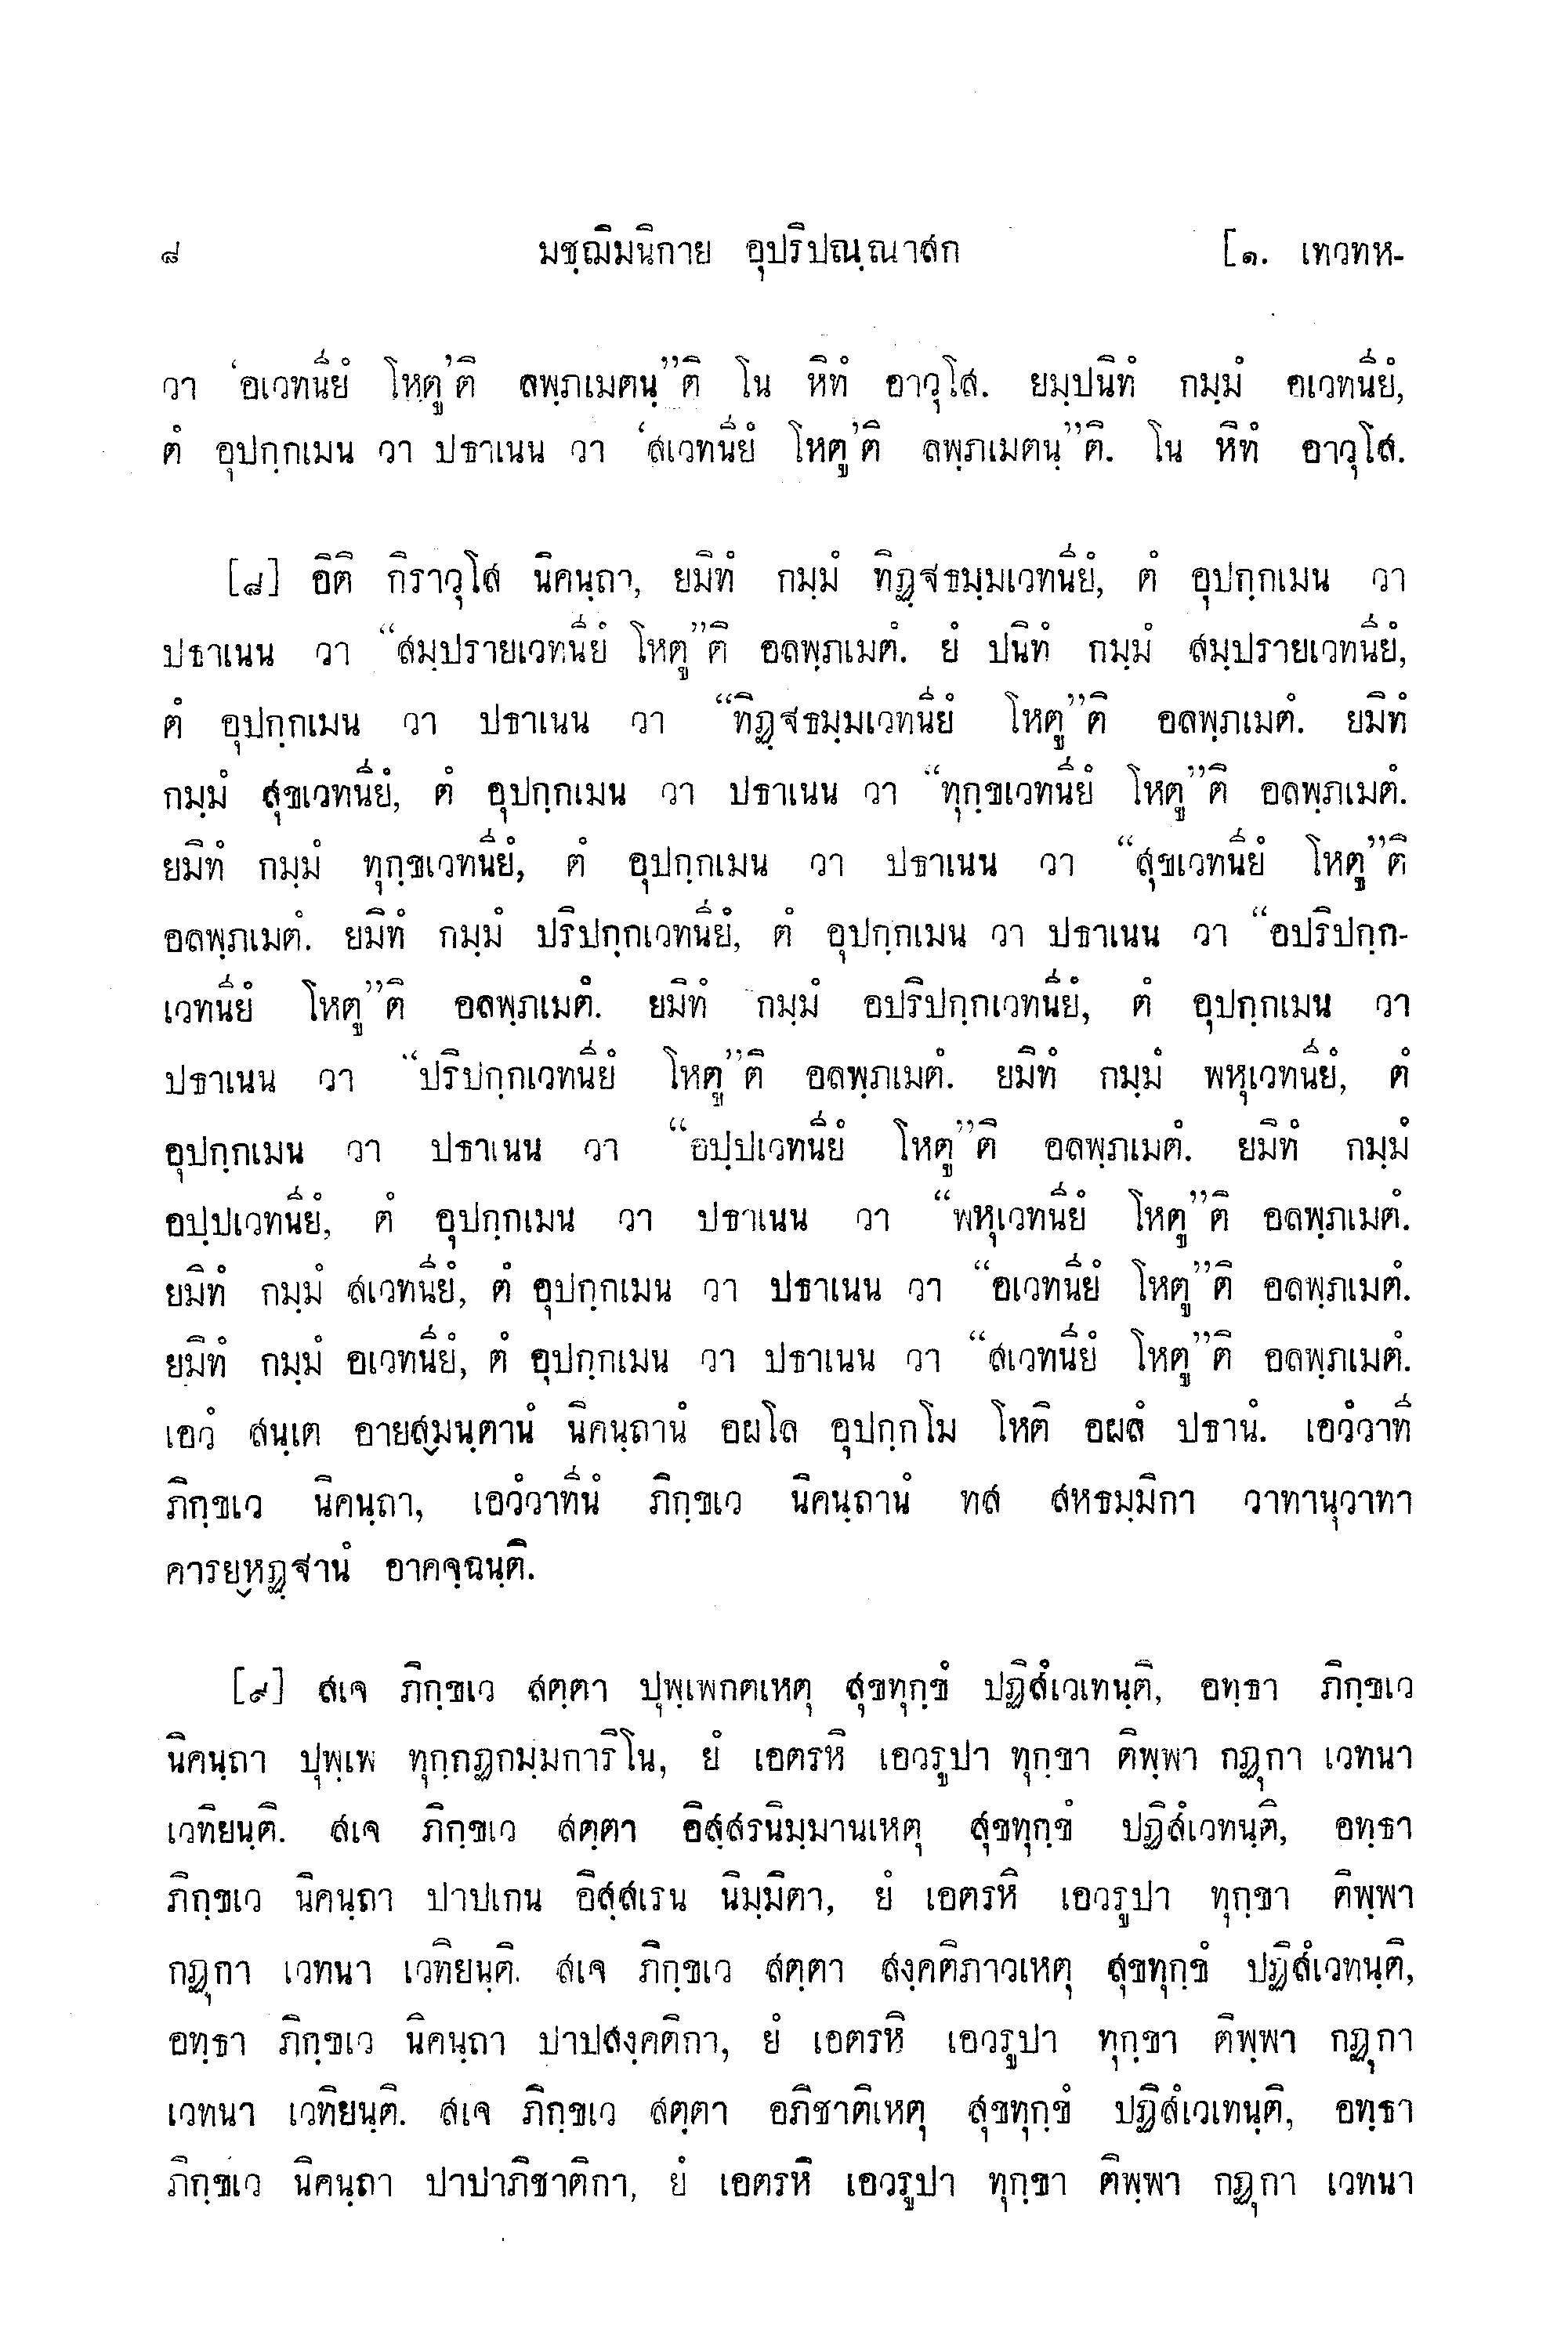 ๘ มชฺฌิมนิกาย อุปริปณฺณาสก [๑. เทวทห-
วา ‘อเวทนียํ โหตู’ติ ลพฺภเมตนฺ”ติ โน หิทํ อาวุโส. ยมฺปนิทํ กมฺมํ อเวทนียํ,
ตํ อุปกฺกเมน วา ปธาเนน วา ‘สเวทนียํ โหตู’ติ ลพฺภเมตนฺ”ติ. โน หิทํ อาวุโส.
[๘] อิติ กิราวุโส นิคนฺถา, ยมิทํ กมฺมํ ทิฏฺฐธมฺมเวทนียํ, ตํ อุปกฺกเมน วา
ปธาเนน วา “สมฺปรายเวทนียํ โหตู”ติ อลพฺภเมตํ. ยํ ปนิทํ กมฺมํ สมฺปรายเวทนียํ,
ตํ อุปกฺกเมน วา ปธาเนน วา “ทิฏฺฐธมฺมเวทนียํ โหตู”ติ อลพฺภเมตํ. ยมิทํ
กมฺมํ สุขเวทนียํ, ตํ อุปกฺกเมน วา ปธาเนน วา “ทุกฺขเวทนียํ โหตู”ติ อลพฺภเมตํ.
ยมิทํ กมฺมํ ทุกฺขเวทนียํ, ตํ อุปกฺกเมน วา ปธาเนน วา “สุขเวทนียํ โหตู”ติ
อลพฺภเมตํ. ยมิทํ กมฺมํ ปริปกฺกเวทนียํ, ตํ อุปกฺกเมน วา ปธาเนน วา “อปริปกฺก-
เวทนียํ โหตู”ติ อลพฺภเมตํ. ยมิทํ กมฺมํ อปริปกฺกเวทนียํ, ตํ อุปกฺกเมน วา
ปธาเนน วา “ปริปกฺกเวทนียํ โหตู”ติ อลพฺภเมตํ. ยมิทํ กมฺมํ พหุเวทนียํ, ตํ
อุปกฺกเมน วา ปธาเนน วา “อปฺปเวทนียํ โหตู”ติ อลพฺภเมตํ. ยมิทํ กมฺมํ
อปฺปเวทนียํ, ตํ อุปกฺกเมน วา ปธาเนน วา “พหุเวทนียํ โหตู”ติ อลพฺภเมตํ.
ยมิทํ กมฺมํ สเวทนียํ, ตํ อุปกฺกเมน วา ปธาเนน วา “อเวทนียํ โหตู”ติ อลพฺภเมตํ.
ยมิทํ กมฺมํ อเวทนียํ, ตํ อุปกฺกเมน วา ปธาเนน วา “สเวทนียํ โหตู”ติ อลพฺภเมตํ.
เอวํ สนฺเต อายสฺมนฺตานํ นิคนฺถานํ อผโล อุปกฺกโม โหติ อผลํ ปธานํ. เอวํวาที
ภิกฺขเว นิคนฺถา, เอวํวาทีนํ ภิกฺขเว นิคนฺถานํ ทส สหธมฺมิกา วาทานุวาทา
คารยฺหฏฺฐานํ อาคจฺฉนฺติ.
[๙] สเจ ภิกฺขเว สตฺตา ปุพฺเพกตเหตุ สุขทุกฺขํ ปฏิสํเวเทนฺติ, อทฺธา ภิกฺขเว
นิคนฺถา ปุพฺเพ ทุกฺกฏกมฺมการิโน, ยํ เอตรหิ เอวรูปา ทุกฺขา ติพฺพา กฏุกา เวทนา
เวทิยนฺติ. สเจ ภิกฺขเว สตฺตา อิสฺสรนิมฺมานเหตุ สุขทุกฺขํ ปฏิสํเวทนฺติ, อทฺธา
ภิกฺขเว นิคนฺถา ปาปเกน อิสฺสเรน นิมฺมิตา, ยํ เอตรหิ เอวรูปา ทุกฺขา ติพฺพา
กฏุกา เวทนา เวทิยนฺติ. สเจ ภิกฺขเว สตฺตา สงฺคติภาวเหตุ สุขทุกฺขํ ปฏิสํเวทนฺติ,
อทฺธา ภิกฺขเว นิคนฺถา ปาปสงฺคติกา, ยํ เอตรหิ เอวรูปา ทุกฺขา ติพฺพา กฏุกา
เวทนา เวทิยนฺติ. สเจ ภิกฺขเว สตฺตา อภิชาติเหตุ สุขทุกฺขํ ปฏิสํเวเทนฺติ, อทฺธา
ภิกฺขเว นิคนฺถา ปาปาภิชาติกา, ยํ เอตรหิ เอวรูปา ทุกฺขา ติพฺพา กฏุกา เวทนา